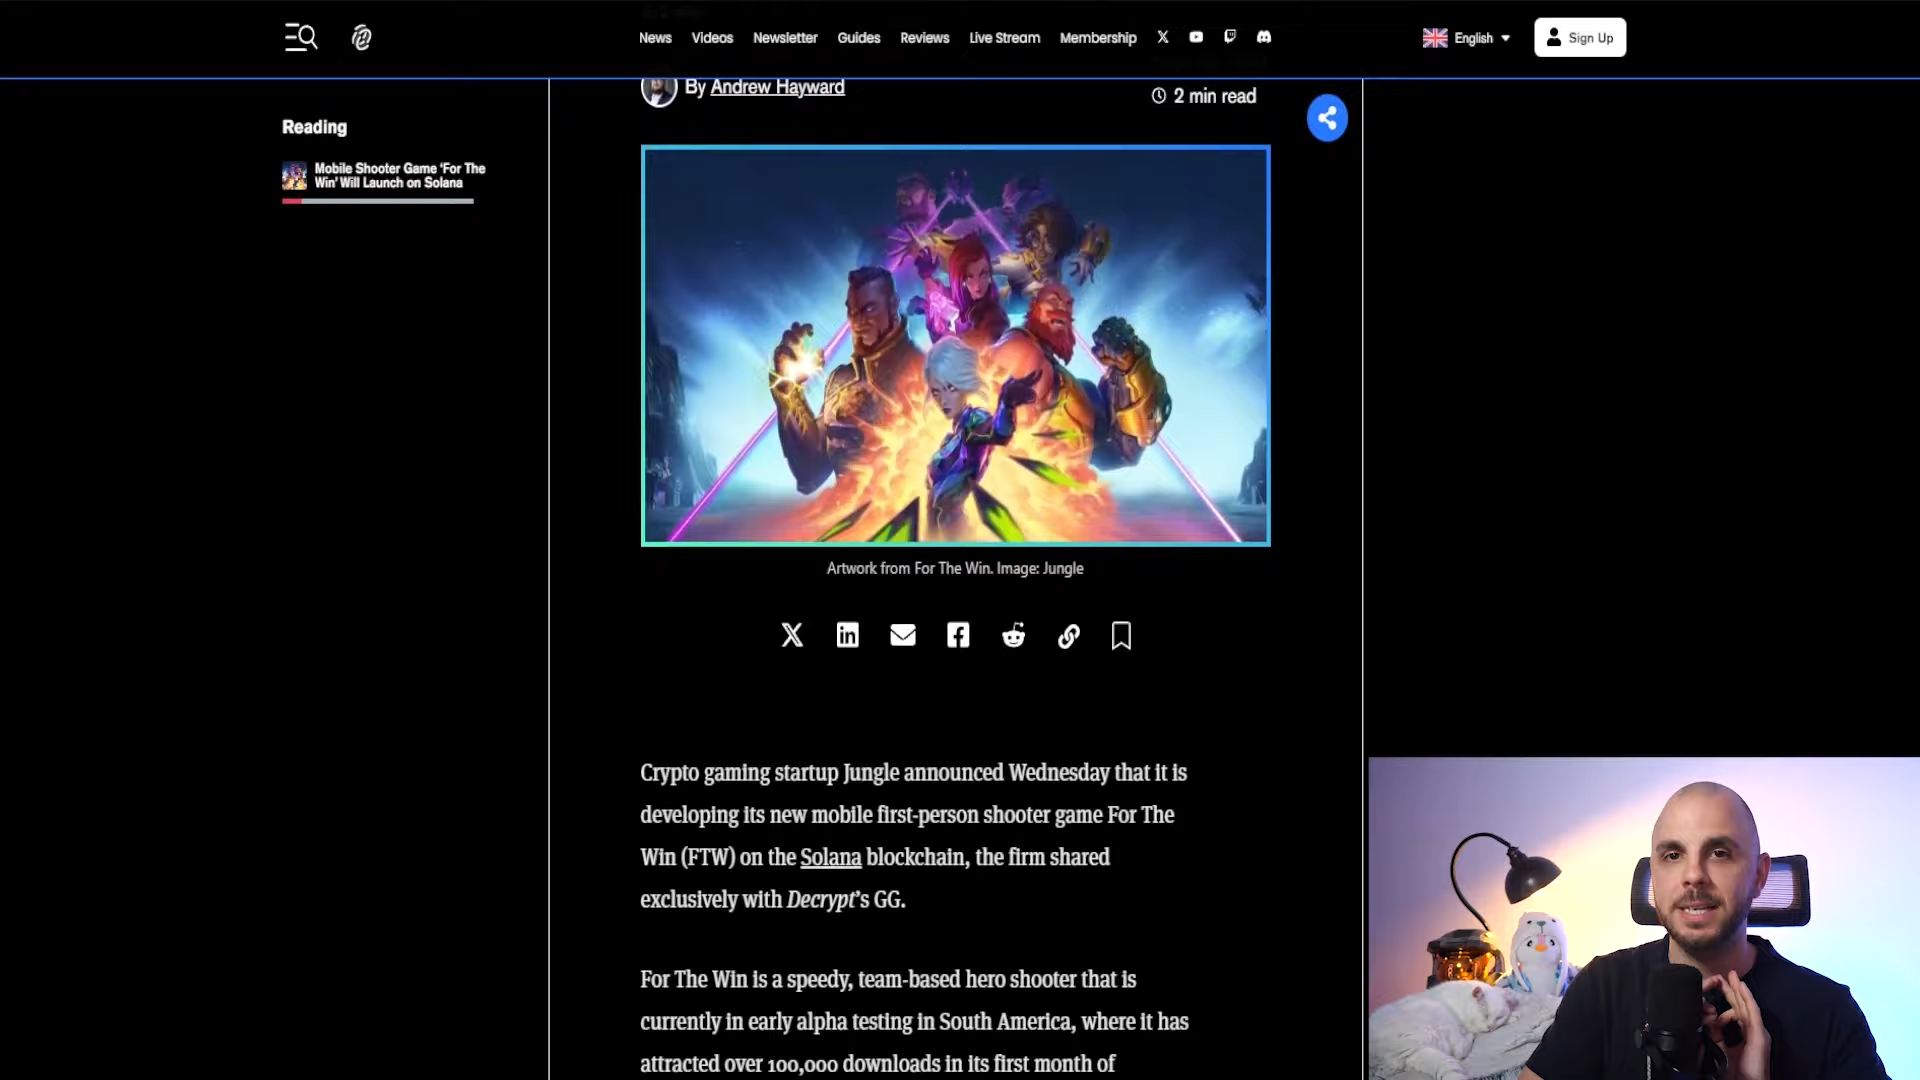 News Videos Newsletter Guides Reviews Live Stream Membership English Sign Up
By Andrew Hayward
2 min read
Reading
Mobile Shooter Game ‘For The
Win’ Will Launch on Solana
Artwork from For The Win. Image: Jungle
Crypto gaming startup Jungle announced Wednesday that it is
developing its new mobile first-person shooter game For The
Win (FTW) on the Solana blockchain, the firm shared
exclusively with Decrypt’s GG.
For The Win is a speedy, team-based hero shooter that is
currently in early alpha testing in South America, where it has
attracted over 100,000 downloads in its first month of